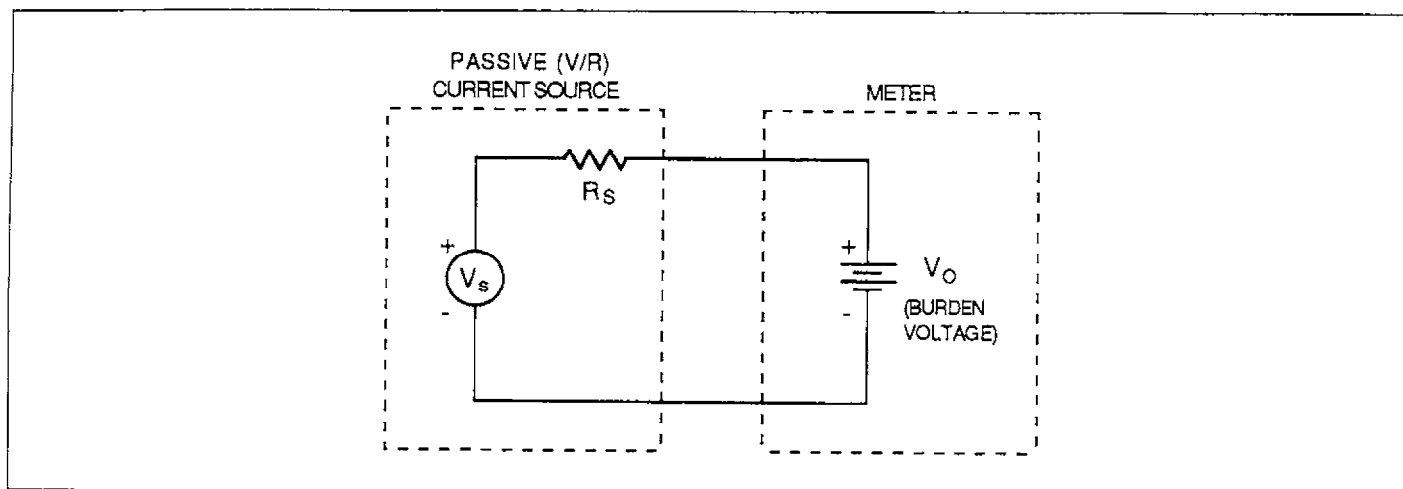 PASSIVE (V/R)
CURRENT SOURCE
METER
RS
+
Vs
-
+
VO
-
(BURDEN
VOLTAGE)